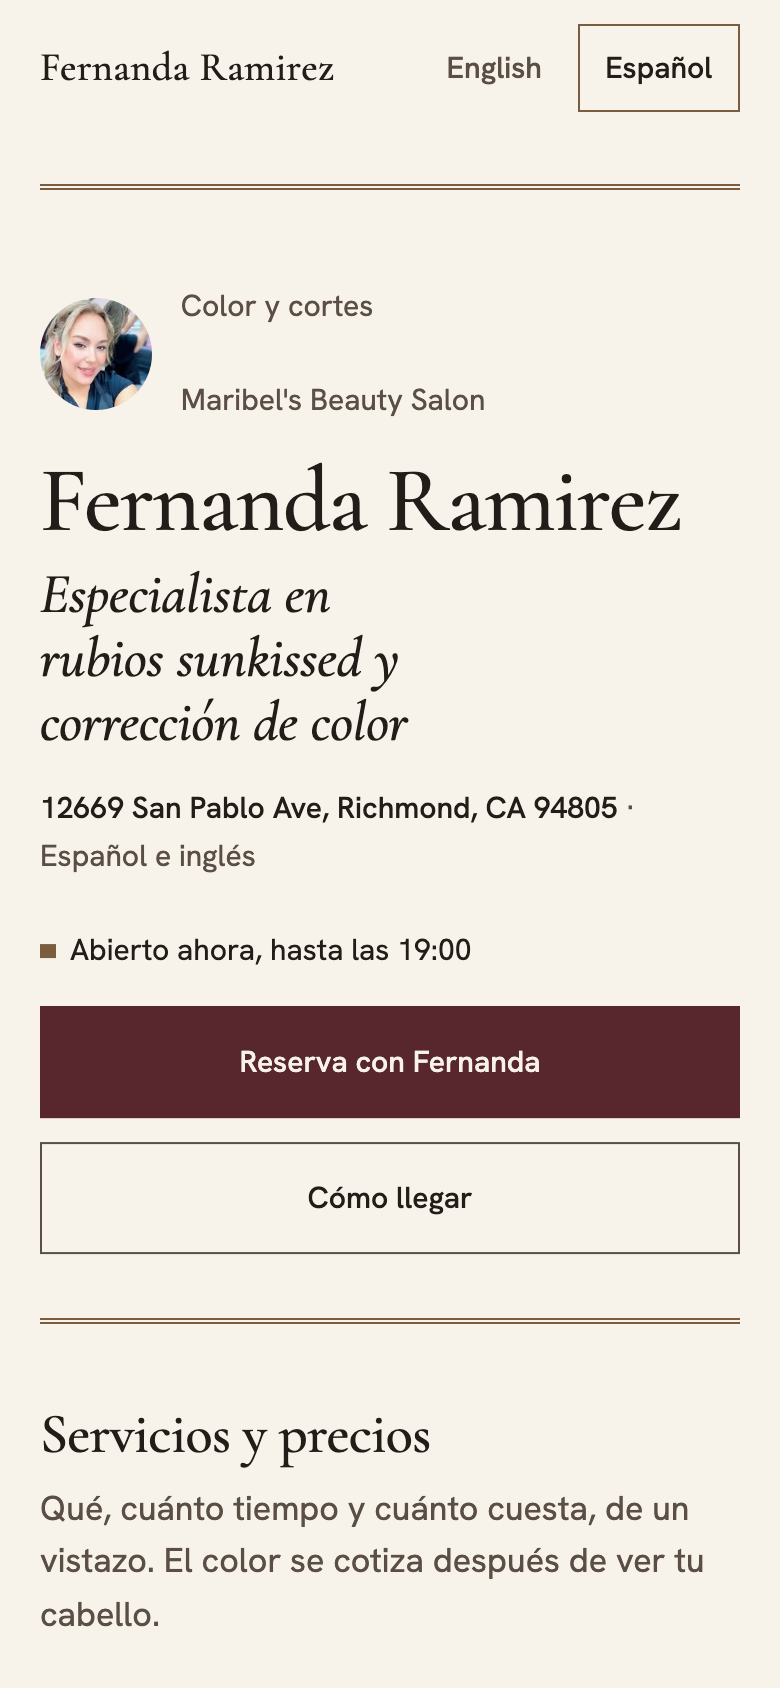 Fernanda Ramirez
English
Español
Color y cortes
Maribel's Beauty Salon
Fernanda Ramirez
Especialista en
rubios sunkissed y
corrección de color
12669 San Pablo Ave, Richmond, CA 94805 ·
Español e inglés
Abierto ahora, hasta las 19:00
Reserva con Fernanda
Cómo llegar
Servicios y precios
Qué, cuánto tiempo y cuánto cuesta, de un
vistazo. El color se cotiza después de ver tu
cabello.